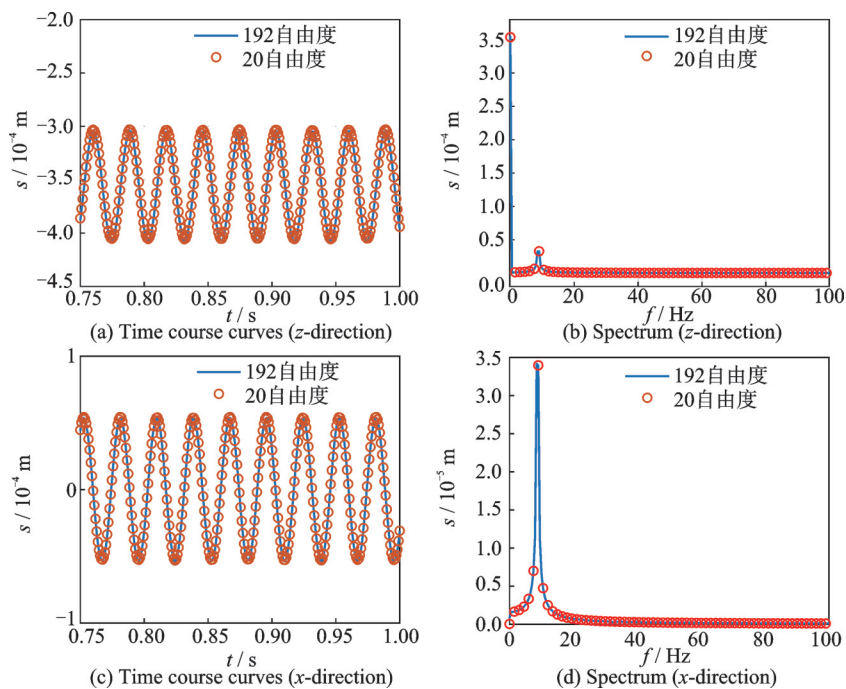 −2.0
−2.5
−3.0
−3.5
−4.0
−4.5
s / 10⁻⁴ m
192自由度
20自由度
0.75 0.80 0.85 0.90 0.95 1.00
t / s
(a) Time course curves (z-direction)
3.5
3.0
2.5
2.0
1.5
1.0
0.5
0.0
s / 10⁻⁴ m
192自由度
20自由度
0 20 40 60 80 100
f / Hz
(b) Spectrum (z-direction)
1
0
−1
s / 10⁻⁴ m
192自由度
20自由度
0.75 0.80 0.85 0.90 0.95 1.00
t / s
(c) Time course curves (x-direction)
3.5
3.0
2.5
2.0
1.5
1.0
0.5
0.0
s / 10⁻⁵ m
192自由度
20自由度
0 20 40 60 80 100
f / Hz
(d) Spectrum (x-direction)